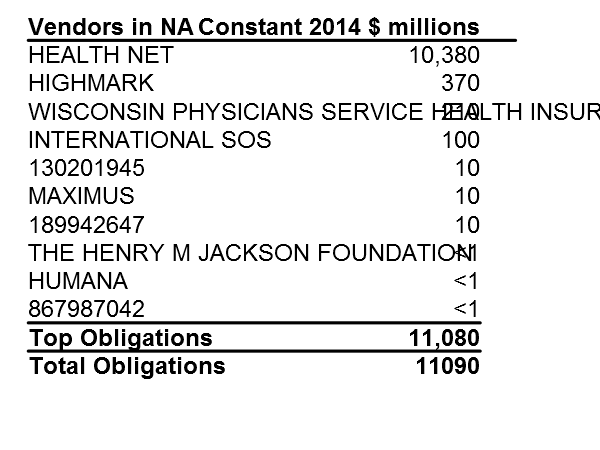 Vendors in NA Constant 2014 $ millions
HEALTH NET 10,380
HIGHMARK 370
WISCONSIN PHYSICIANS SERVICE HEALTH INSUR 210
INTERNATIONAL SOS 100
130201945 10
MAXIMUS 10
189942647 10
THE HENRY M JACKSON FOUNDATION <1
HUMANA <1
867987042 <1
Top Obligations 11,080
Total Obligations 11090